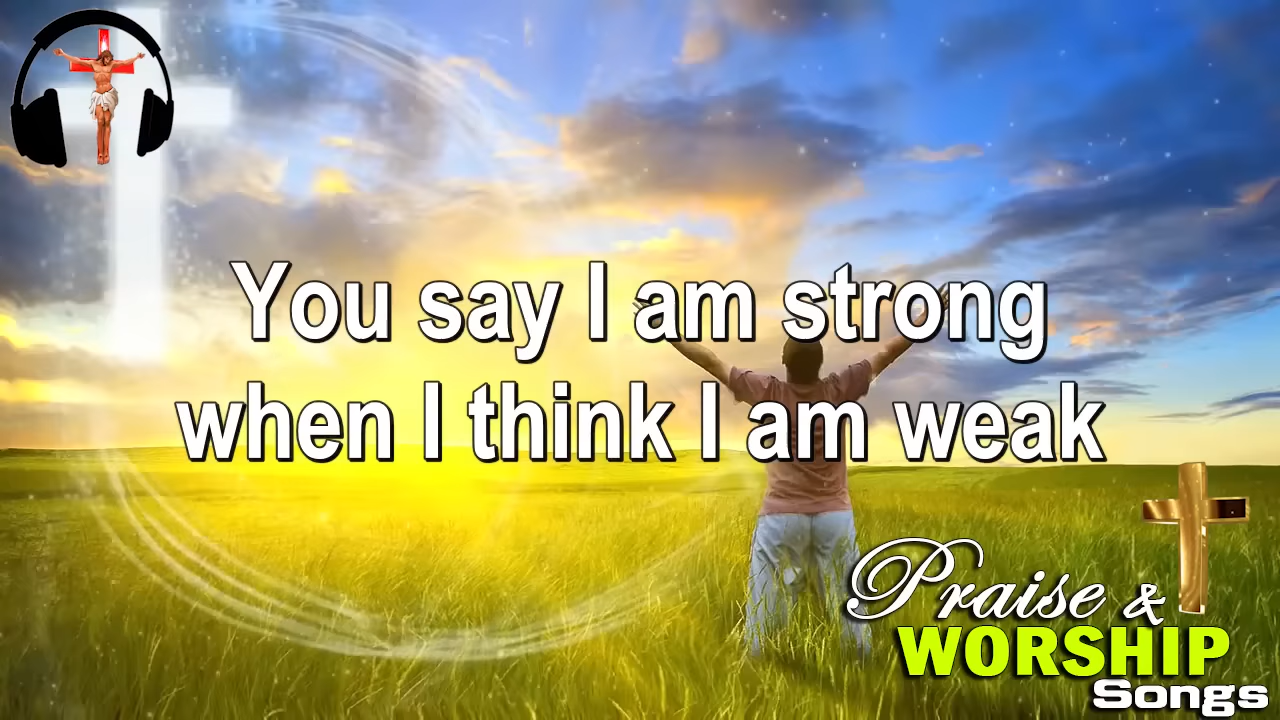 You say I am strong
when I think I am weak
Praise &
WORSHIP
Songs